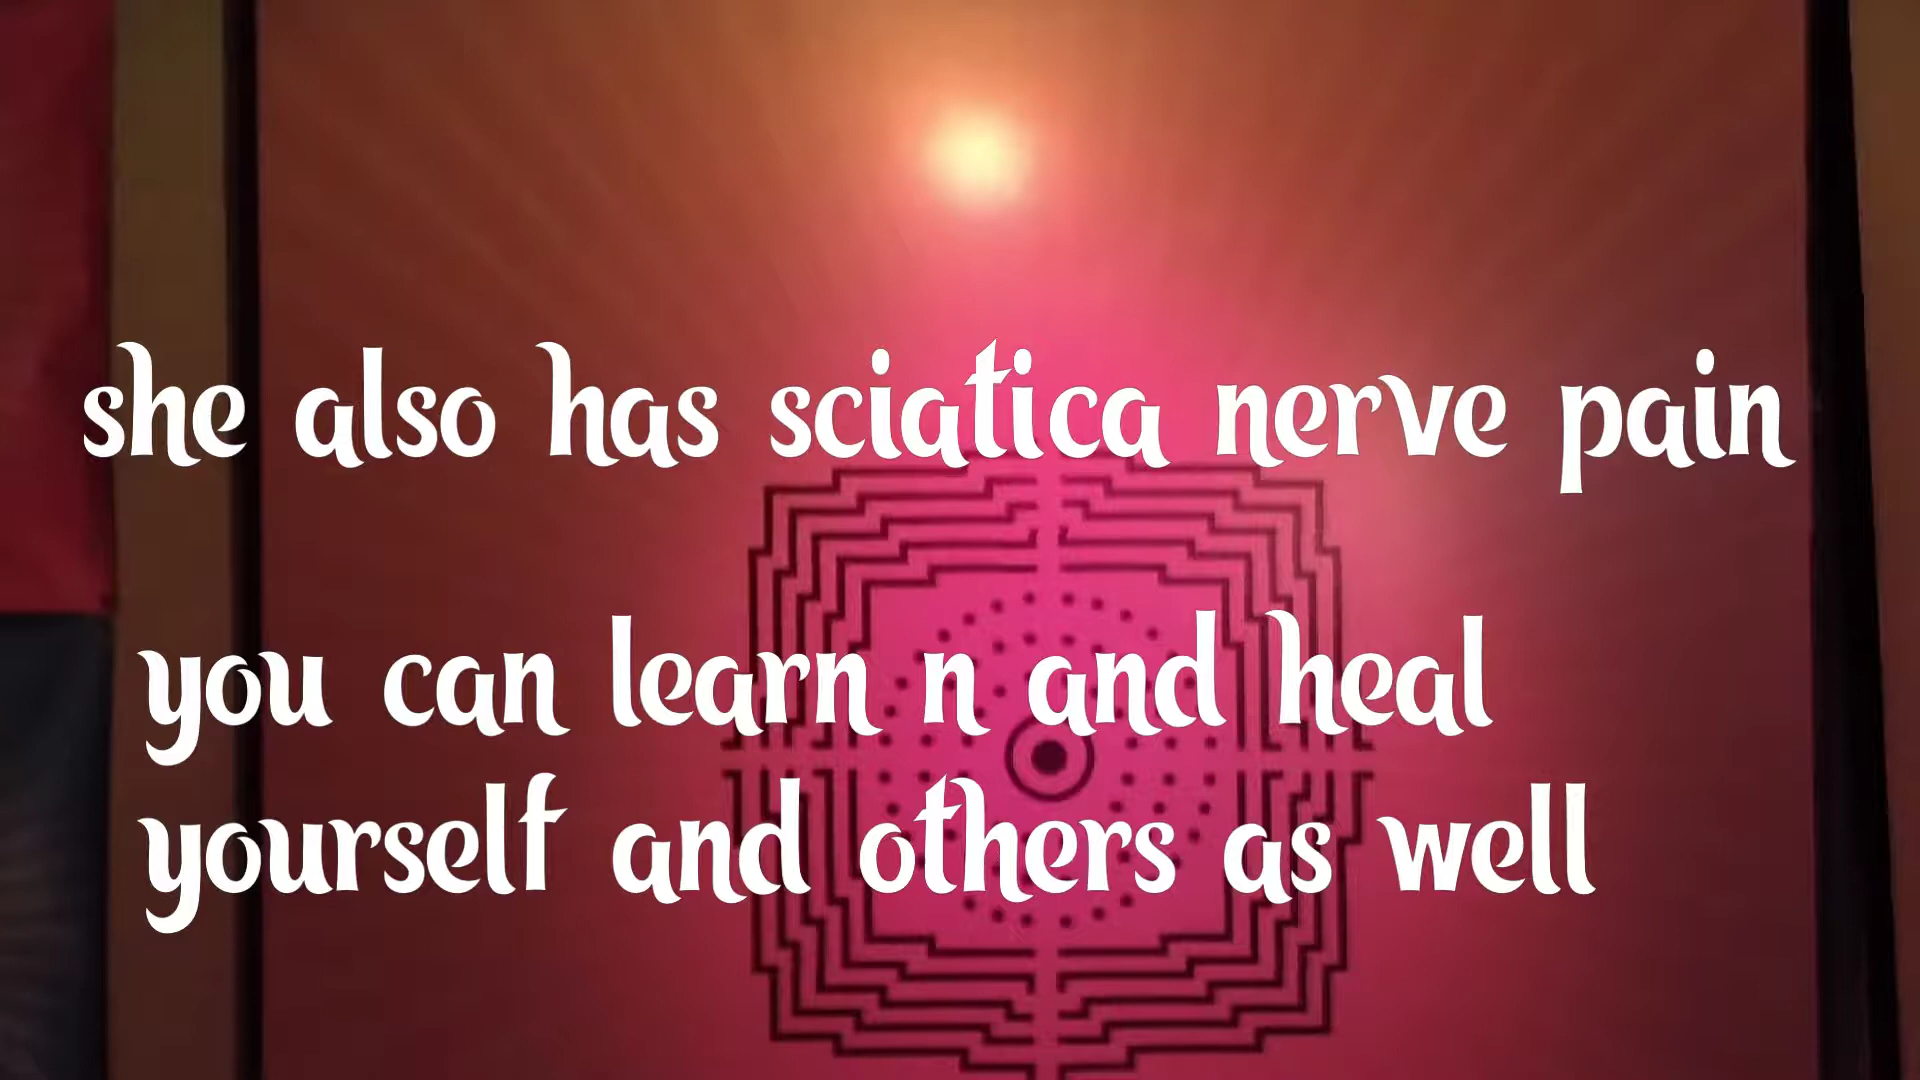 she also has sciatica nerve pain
you can learn n and heal
yourself and others as well